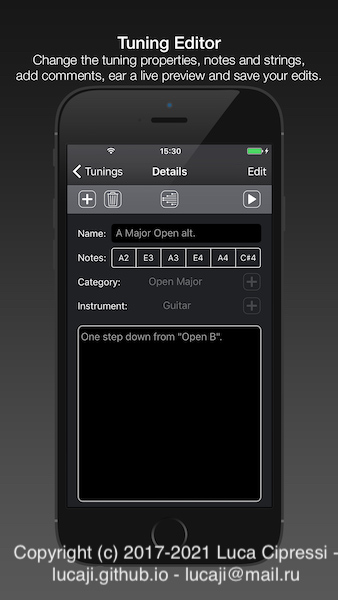 Tuning Editor
Change the tuning properties, notes and strings,
add comments, ear a live preview and save your edits.
15:30
Tunings Details Edit
Name: A Major Open alt.
Notes: A2 E3 A3 E4 A4 C#4
Category: Open Major
Instrument: Guitar
One step down from "Open B".
Copyright (c) 2017-2021 Luca Cipressi -
lucaji.github.io - lucaji@mail.ru